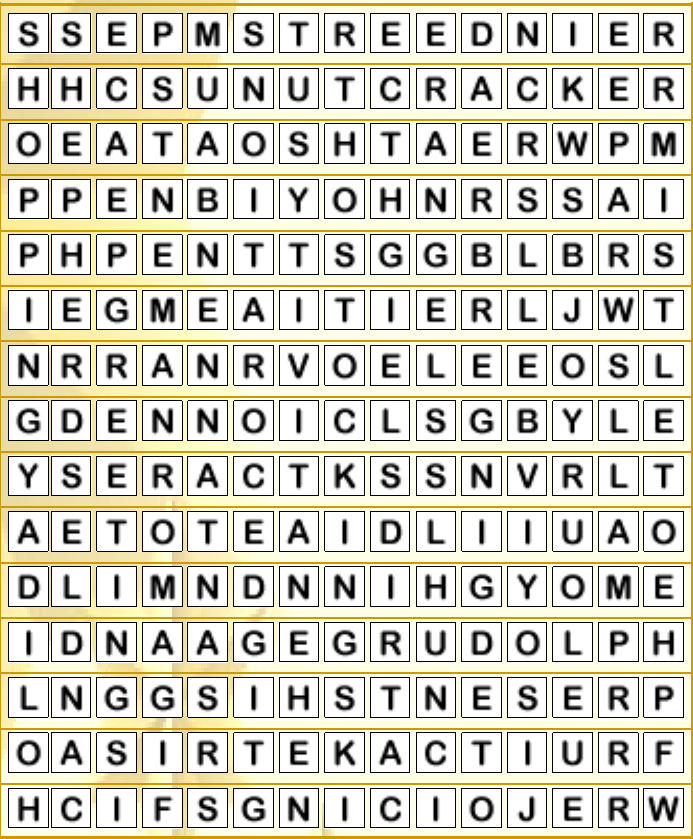 S S E P M S T R E E D N I E R
H H C S U N U T C R A C K E R
O E A T A O S H T A E R W P M
P P E N B I Y O H N R S S A I
P H P E N T T S G G B L B R S
I E G M E A I T I E R L J W T
N R R A N R V O E L E E O S L
G D E N N O I C L S G B Y L E
Y S E R A C T K S S N V R L T
A E T O T E A I D L I I U A O
D L I M N D N N I H G Y O M E
I D N A A G E G R U D O L P H
L N G G S I H S T N E S E R P
O A S I R T E K A C T I U R F
H C I F S G N I C I O J E R W